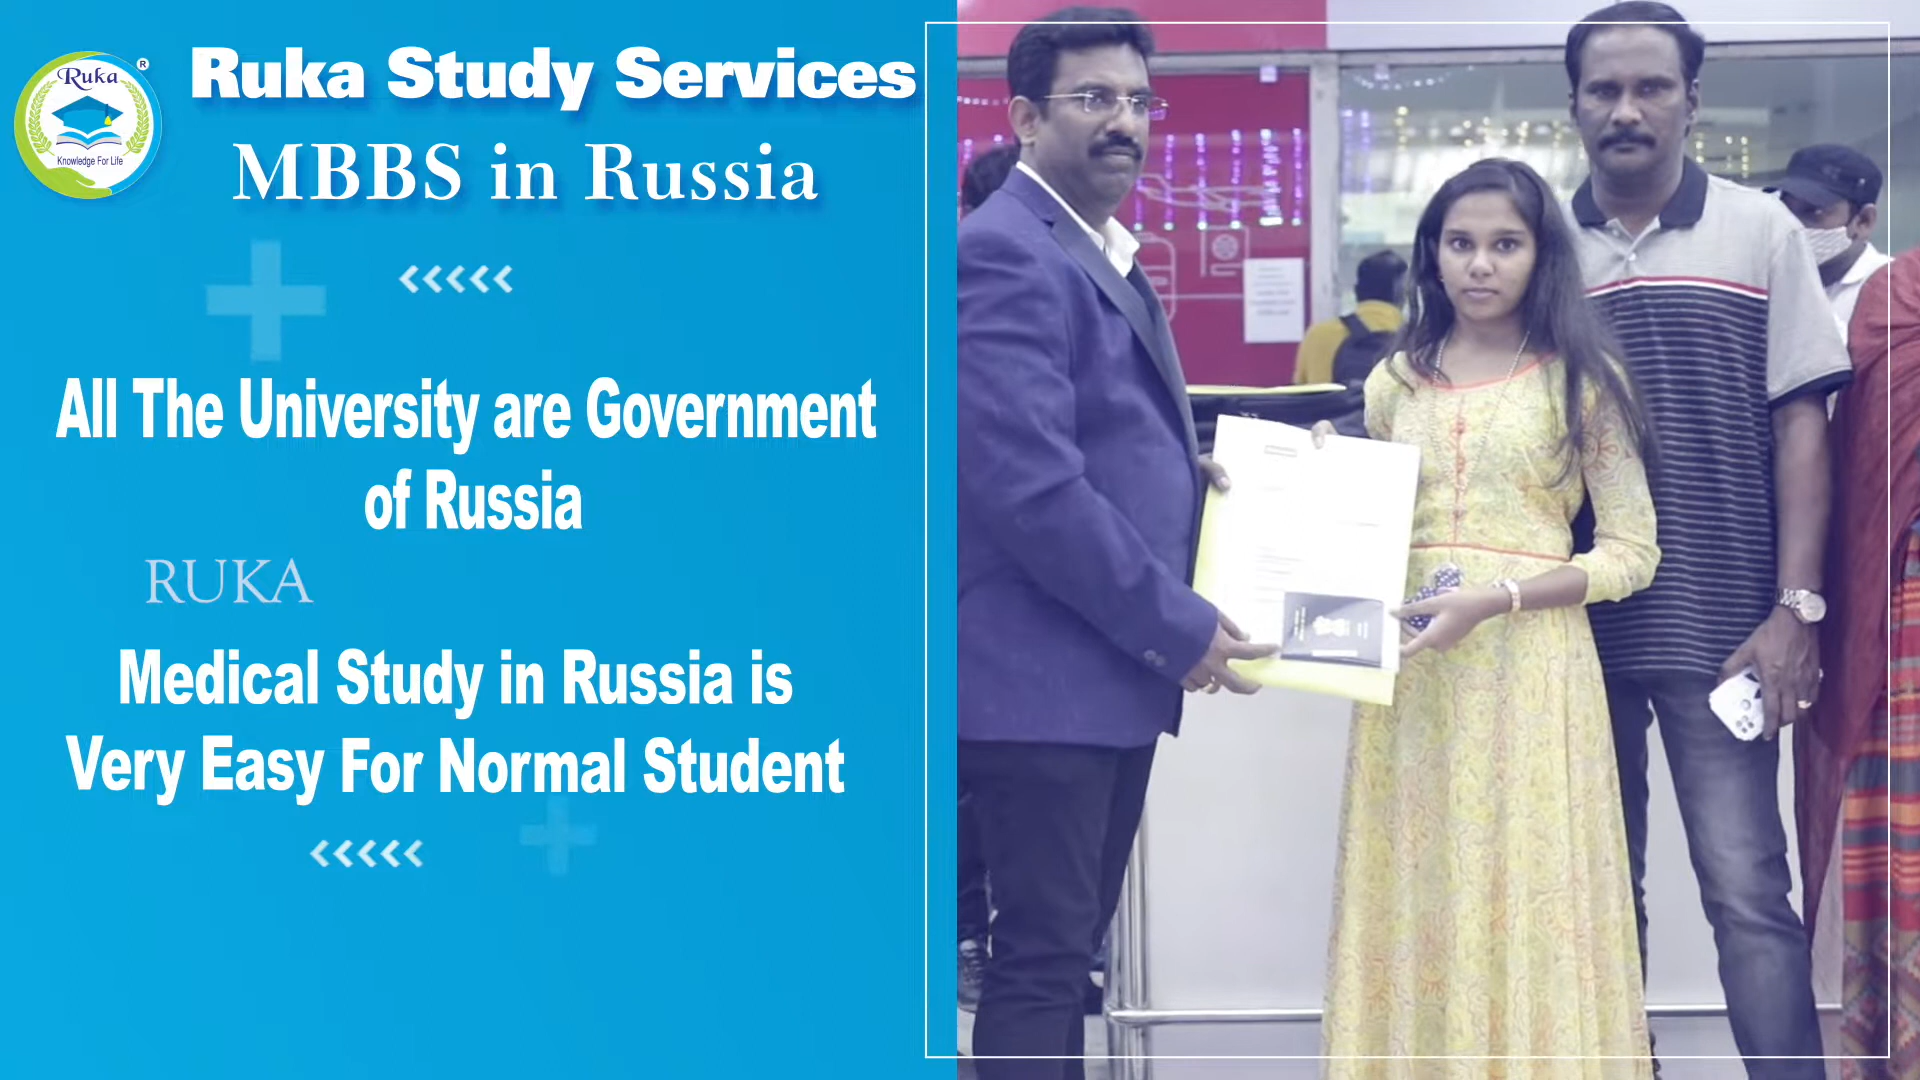 Ruka
®
Knowledge For Life
Ruka Study Services
MBBS in Russia
All The University are Government
of Russia
RUKA
Medical Study in Russia is
Very Easy For Normal Student